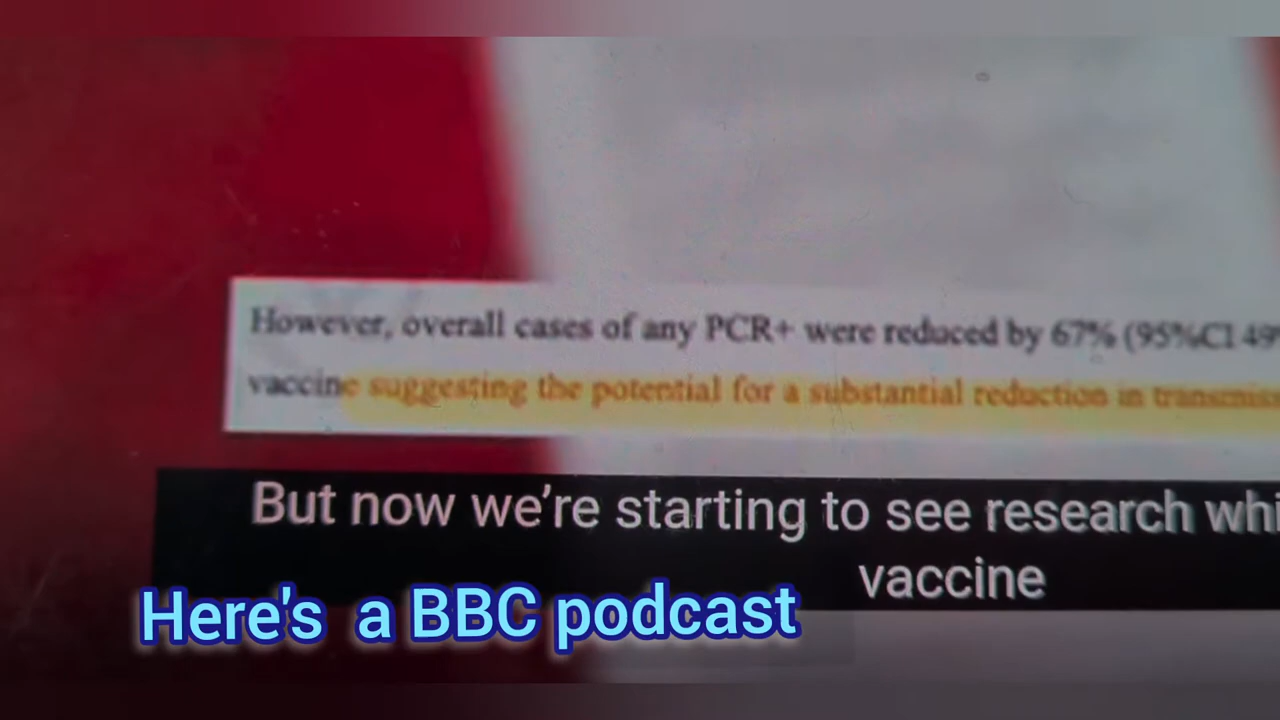 However, overall cases of any PCR+ were reduced by 67% (95%CI 49
vaccine suggesting the potential for a substantial reduction in
But now we're starting to see research
vaccine
Here's a BBC podcast